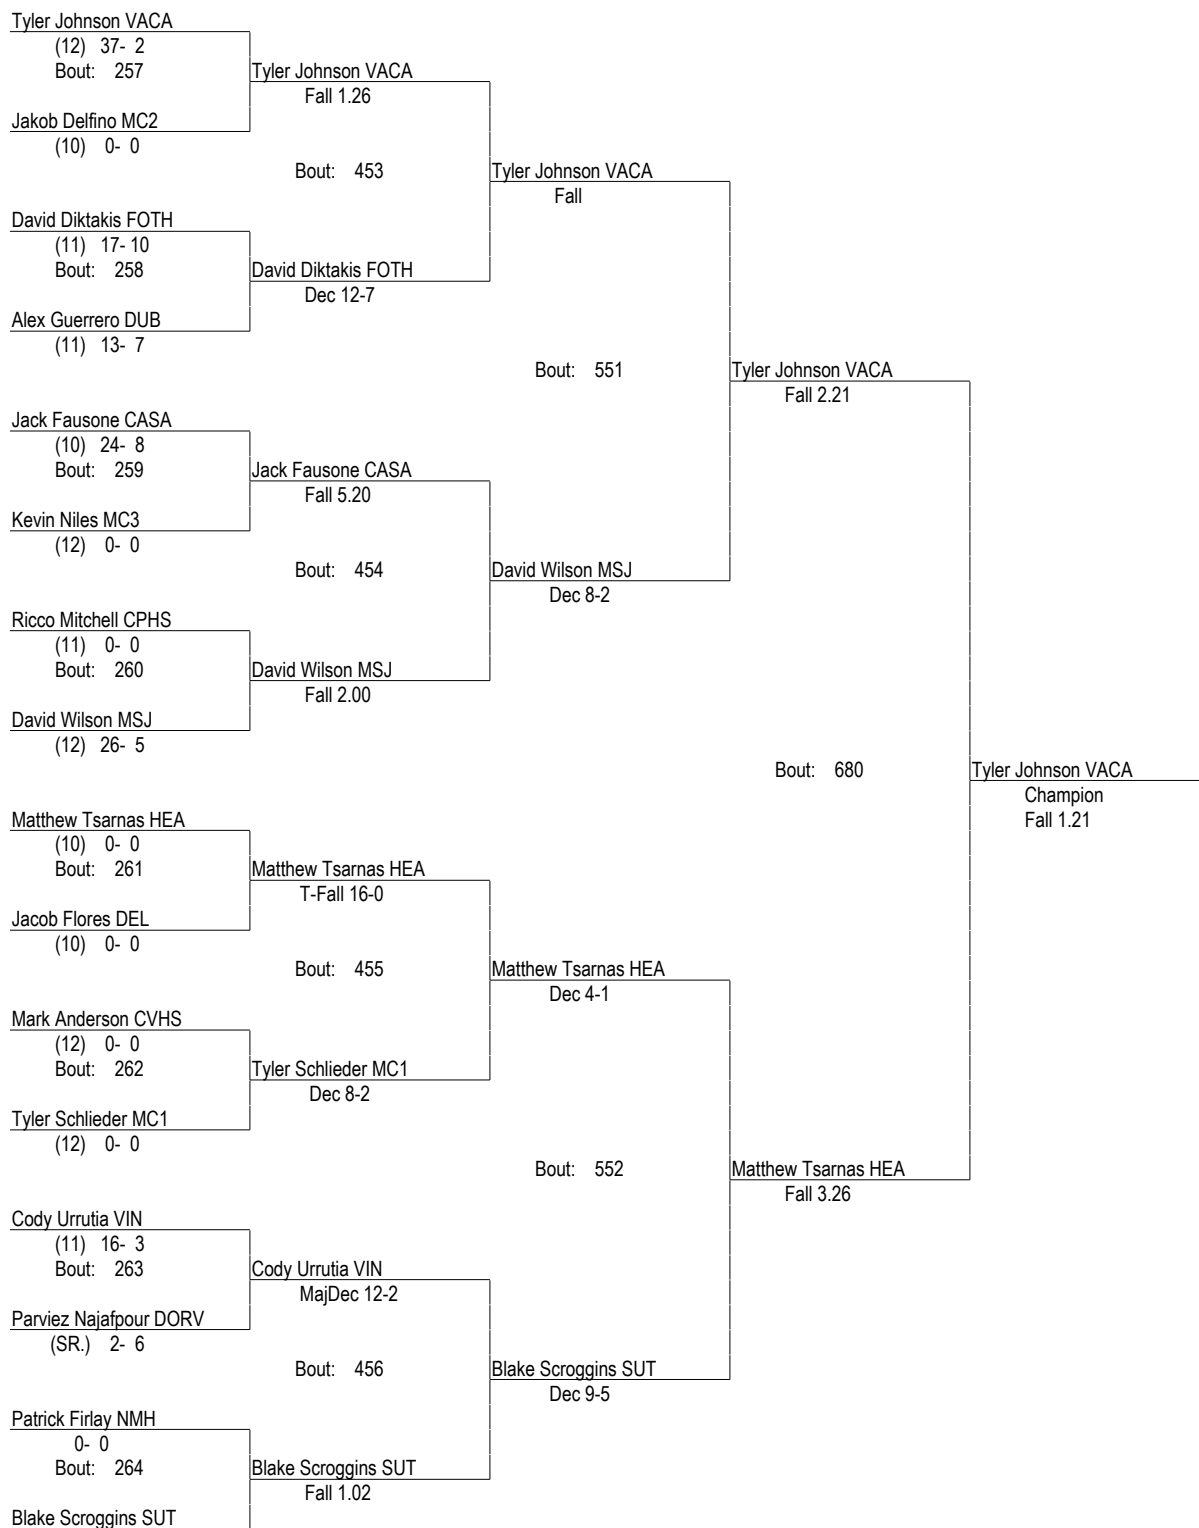 Tyler Johnson VACA
(12) 37- 2
Bout: 257
Tyler Johnson VACA
Fall 1.26
Jakob Delfino MC2
(10) 0- 0
Bout: 453
Tyler Johnson VACA
Fall
David Diktakis FOTH
(11) 17- 10
Bout: 258
David Diktakis FOTH
Dec 12-7
Alex Guerrero DUB
(11) 13- 7
Bout: 551
Tyler Johnson VACA
Fall 2.21
Jack Fausone CASA
(10) 24- 8
Bout: 259
Jack Fausone CASA
Fall 5.20
Kevin Niles MC3
(12) 0- 0
Bout: 454
David Wilson MSJ
Dec 8-2
Ricco Mitchell CPHS
(11) 0- 0
Bout: 260
David Wilson MSJ
Fall 2.00
David Wilson MSJ
(12) 26- 5
Bout: 680
Tyler Johnson VACA
Champion
Fall 1.21
Matthew Tsarnas HEA
(10) 0- 0
Bout: 261
Matthew Tsarnas HEA
T-Fall 16-0
Jacob Flores DEL
(10) 0- 0
Bout: 455
Matthew Tsarnas HEA
Dec 4-1
Mark Anderson CVHS
(12) 0- 0
Bout: 262
Tyler Schlieder MC1
Dec 8-2
Tyler Schlieder MC1
(12) 0- 0
Bout: 552
Matthew Tsarnas HEA
Fall 3.26
Cody Urrutia VIN
(11) 16- 3
Bout: 263
Cody Urrutia VIN
MajDec 12-2
Parviez Najafpour DORV
(SR.) 2- 6
Bout: 456
Blake Scroggins SUT
Dec 9-5
Patrick Firlay NMH
0- 0
Bout: 264
Blake Scroggins SUT
Fall 1.02
Blake Scroggins SUT